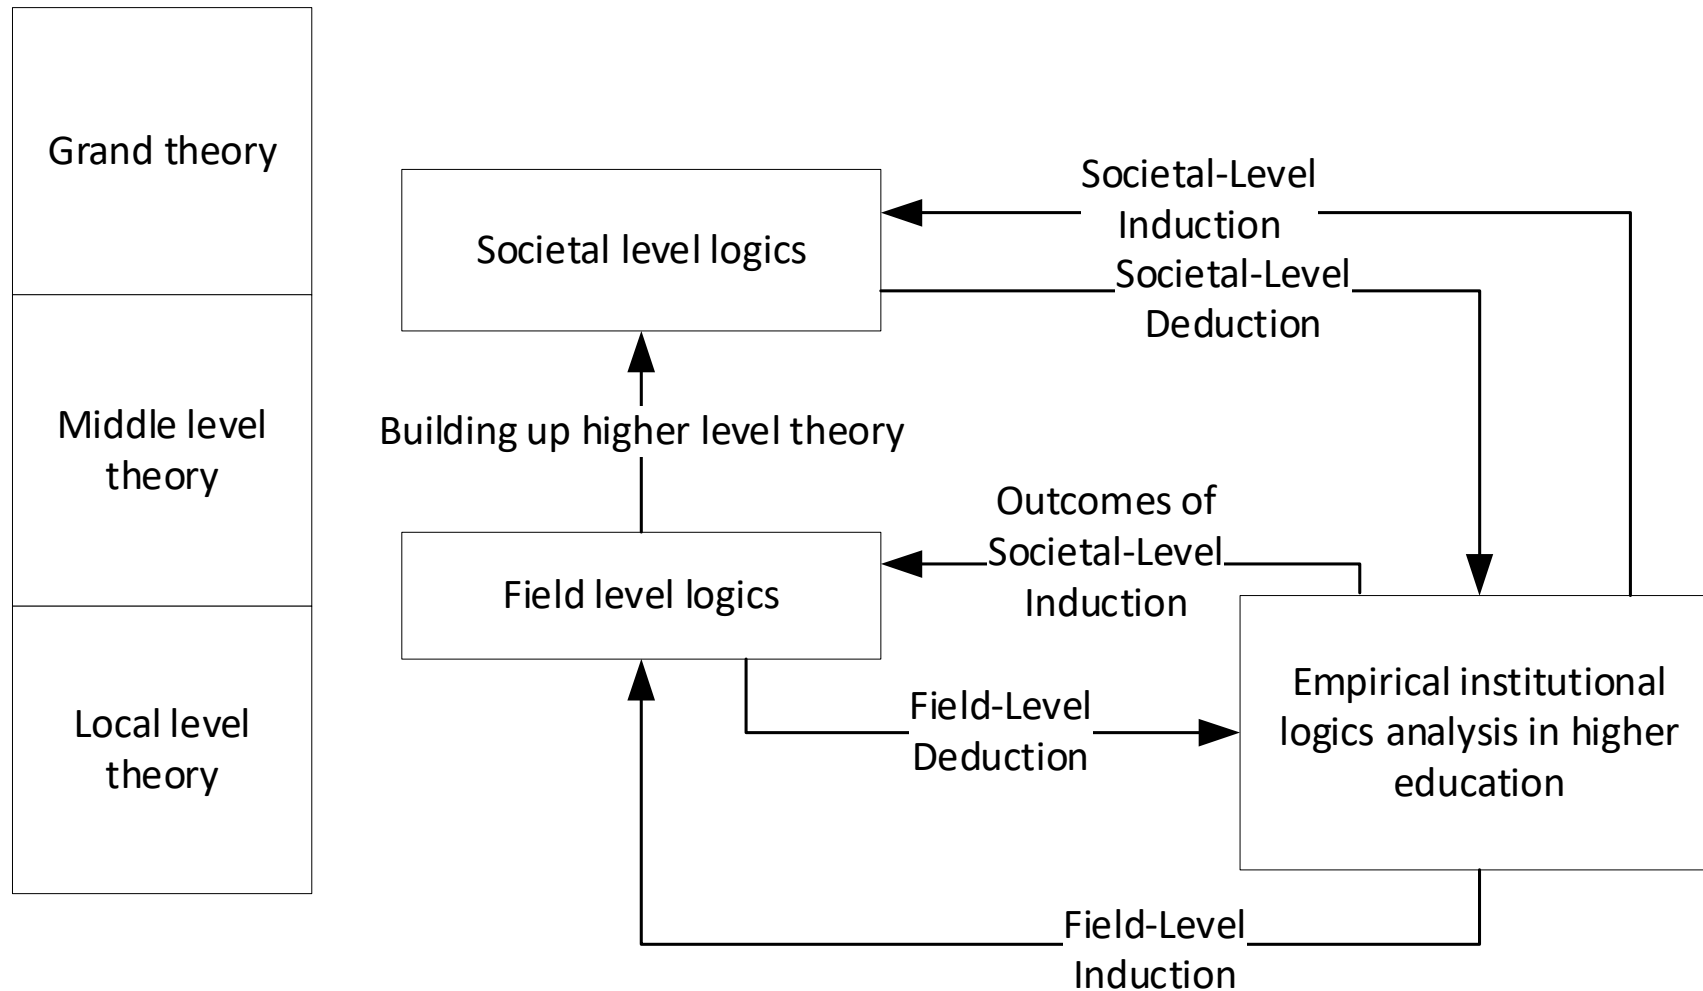 Grand theory
Middle level
theory
Local level
theory
Societal level logics
Societal-Level
Induction
Societal-Level
Deduction
Building up higher level theory
Outcomes of
Societal-Level
Induction
Field level logics
Field-Level
Deduction
Empirical institutional
logics analysis in higher
education
Field-Level
Induction